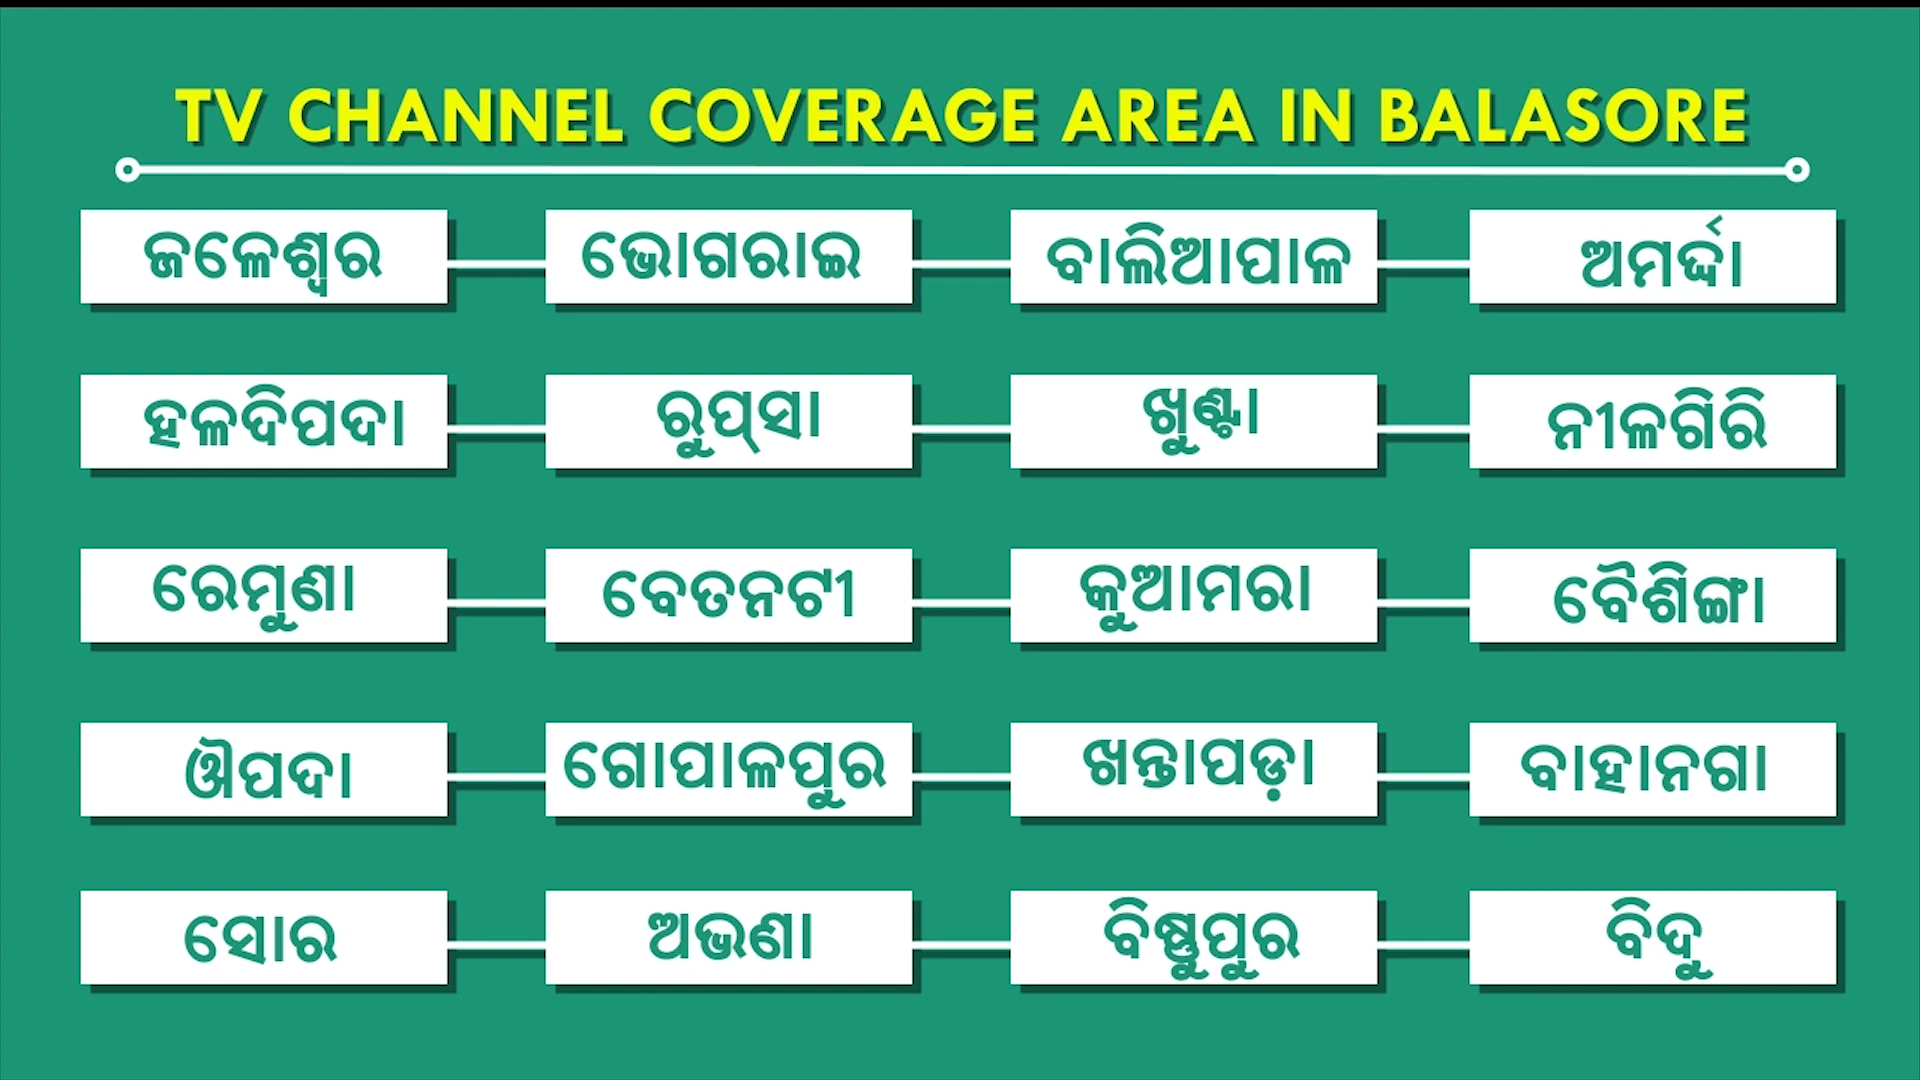 TV CHANNEL COVERAGE AREA IN BALASORE
ଜଳେଶ୍ୱର ଭୋଗରାଇ ବାଲିଆପାଳ ଅମର୍ଦ୍ଦା
ହଳଦିପଦା ରୁପ୍‌ସା ଖୁଣ୍ଟା ନୀଳଗିରି
ରେମୁଣା ବେତନଟୀ କୁଆମରା ବୈଶିଙ୍ଗା
ଔପଦା ଗୋପାଳପୁର ଖନ୍ତାପଡ଼ା ବାହାନଗା
ସୋର ଅଭଣା ବିଷ୍ଣୁପୁର ବିଦୁ